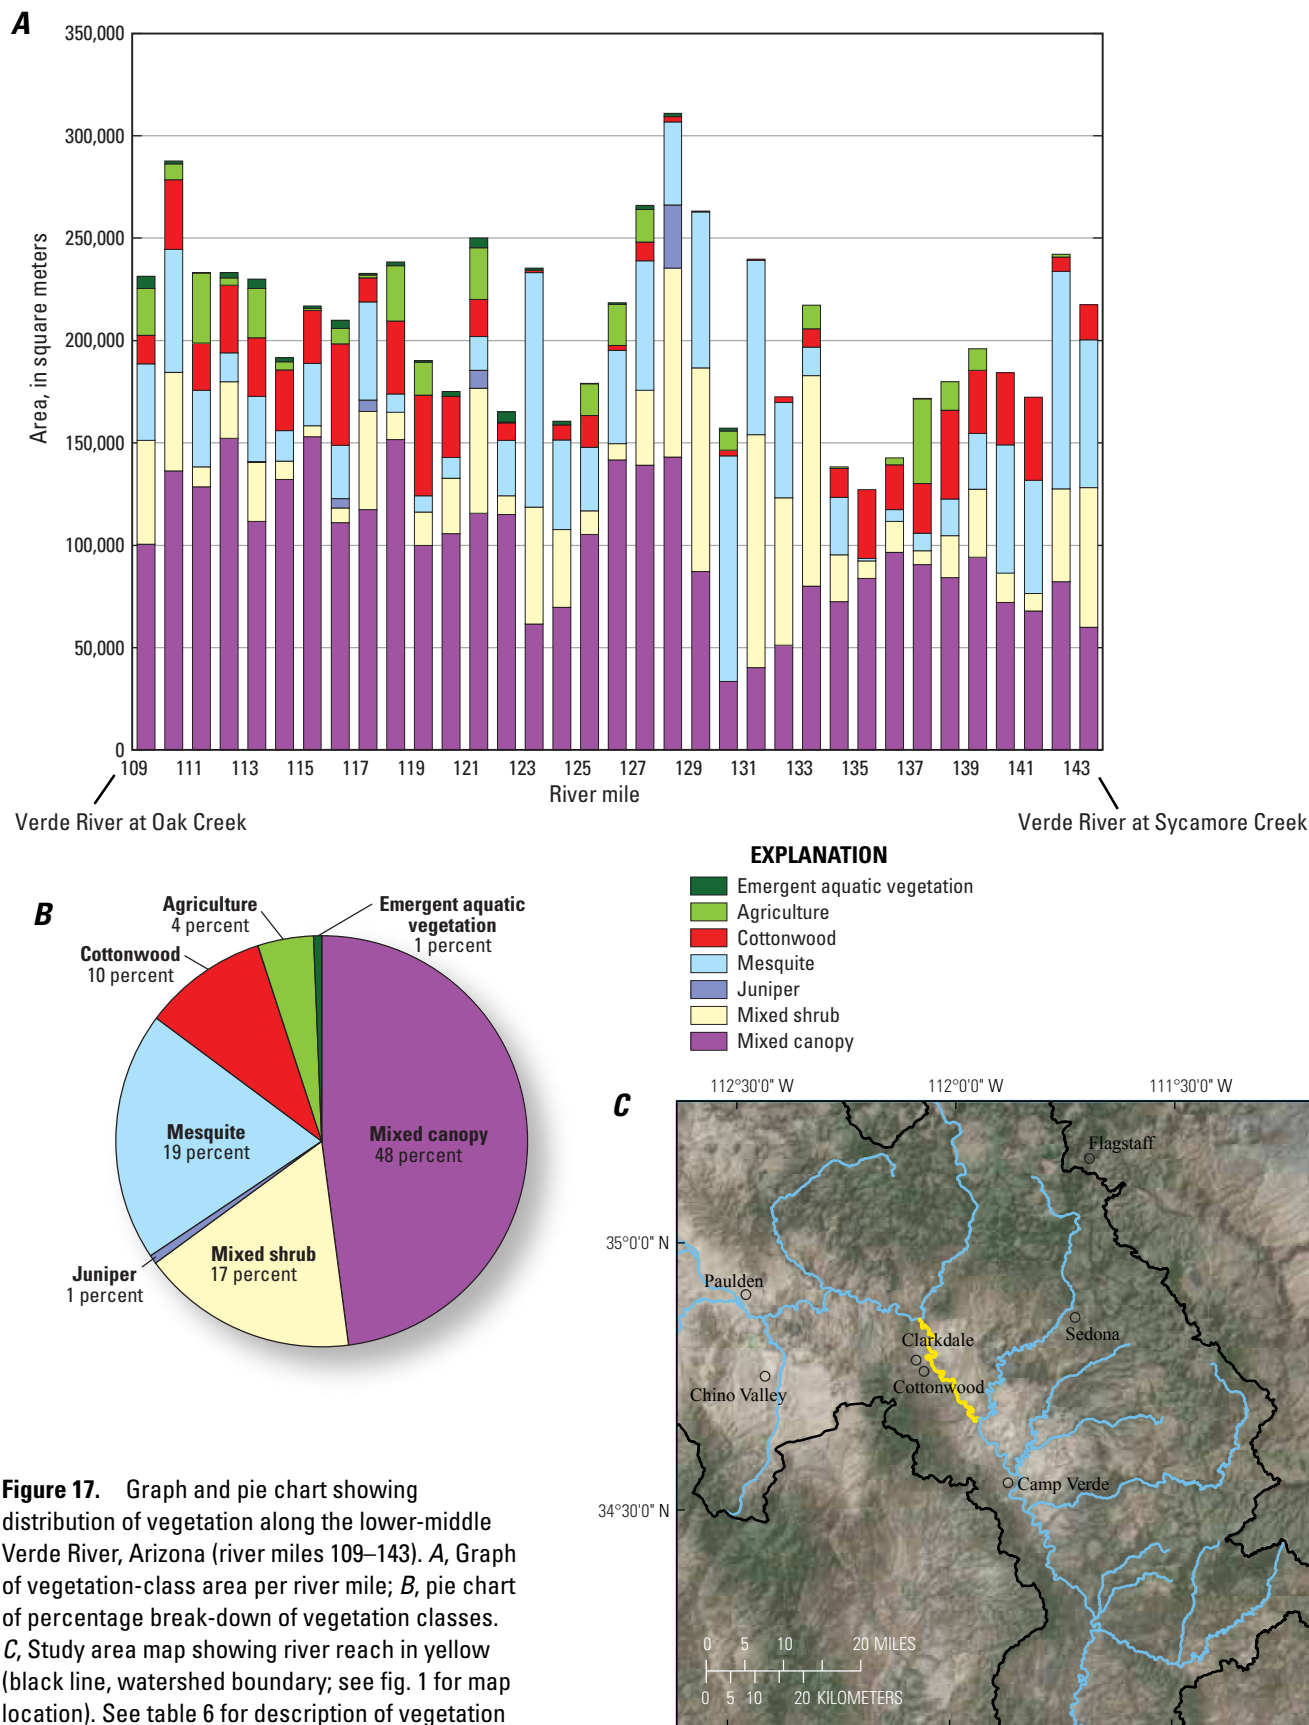 A
350,000
300,000
250,000
200,000
150,000
100,000
50,000
0
Area, in square meters
109 111 113 115 117 119 121 123 125 127 129 131 133 135 137 139 141 143
River mile
Verde River at Oak Creek
Verde River at Sycamore Creek
EXPLANATION
Emergent aquatic vegetation
Agriculture
Cottonwood
Mesquite
Juniper
Mixed shrub
Mixed canopy
B
Agriculture
4 percent
Emergent aquatic
vegetation
1 percent
Cottonwood
10 percent
Mesquite
19 percent
Mixed canopy
48 percent
Mixed shrub
17 percent
Juniper
1 percent
C
112°30'0" W 112°0'0" W 111°30'0" W
35°0'0" N
34°30'0" N
Flagstaff
Paulden
Sedona
Clarkdale
Cottonwood
Chino Valley
Camp Verde
0 5 10 20 MILES
0 5 10 20 KILOMETERS
Figure 17. Graph and pie chart showing
distribution of vegetation along the lower-middle
Verde River, Arizona (river miles 109–143). A, Graph
of vegetation-class area per river mile; B, pie chart
of percentage break-down of vegetation classes.
C, Study area map showing river reach in yellow
(black line, watershed boundary; see fig. 1 for map
location). See table 6 for description of vegetation